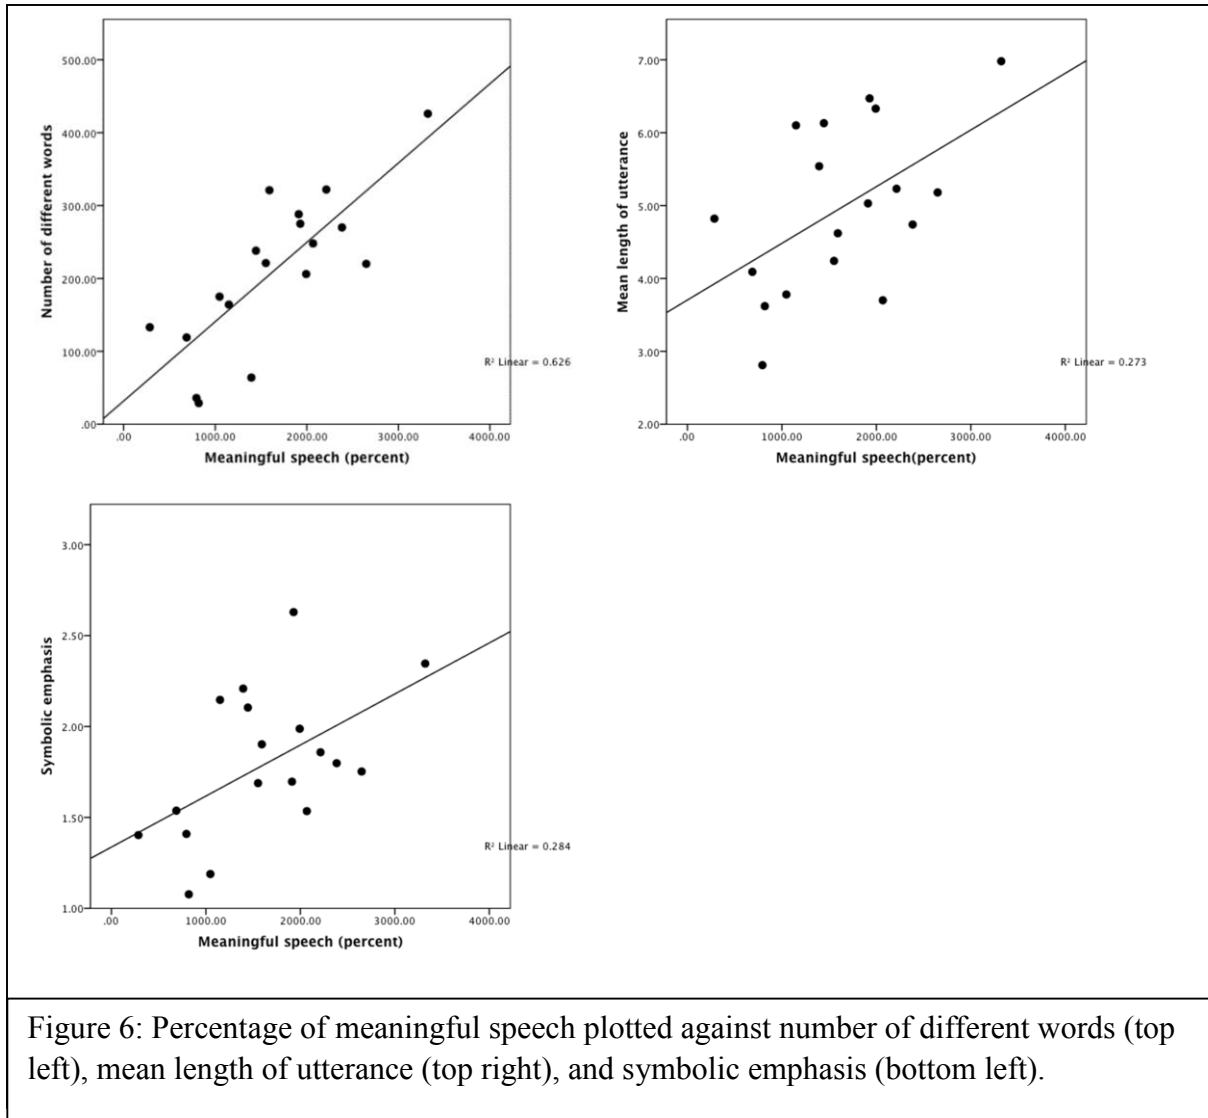 500.00
400.00
300.00
200.00
100.00
.00
Number of different words
R² Linear = 0.626
.00 1000.00 2000.00 3000.00 4000.00
Meaningful speech (percent)
7.00
6.00
5.00
4.00
3.00
2.00
Mean length of utterance
R² Linear = 0.273
.00 1000.00 2000.00 3000.00 4000.00
Meaningful speech(percent)
3.00
2.50
2.00
1.50
1.00
Symbolic emphasis
R² Linear = 0.284
.00 1000.00 2000.00 3000.00 4000.00
Meaningful speech (percent)
Figure 6: Percentage of meaningful speech plotted against number of different words (top
left), mean length of utterance (top right), and symbolic emphasis (bottom left).